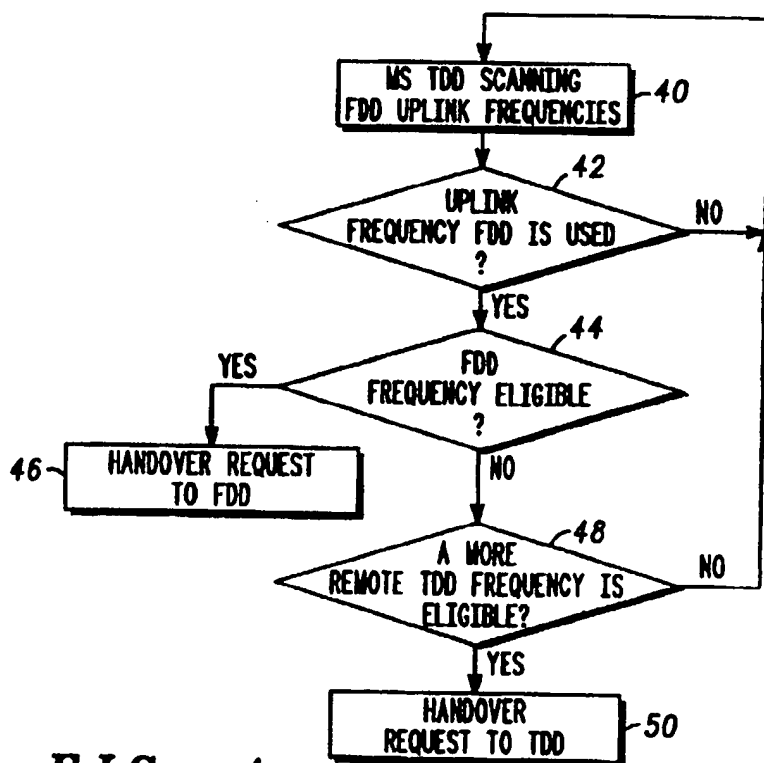 MS TDD SCANNING
FDD UPLINK FREQUENCIES
40
42
UPLINK
FREQUENCY FDD IS USED
?
NO
YES
44
FDD
FREQUENCY ELIGIBLE
?
YES
46
HANDOVER REQUEST
TO FDD
NO
48
A MORE
REMOTE TDD FREQUENCY IS
ELIGIBLE?
NO
YES
HANDOVER
REQUEST TO TDD
50